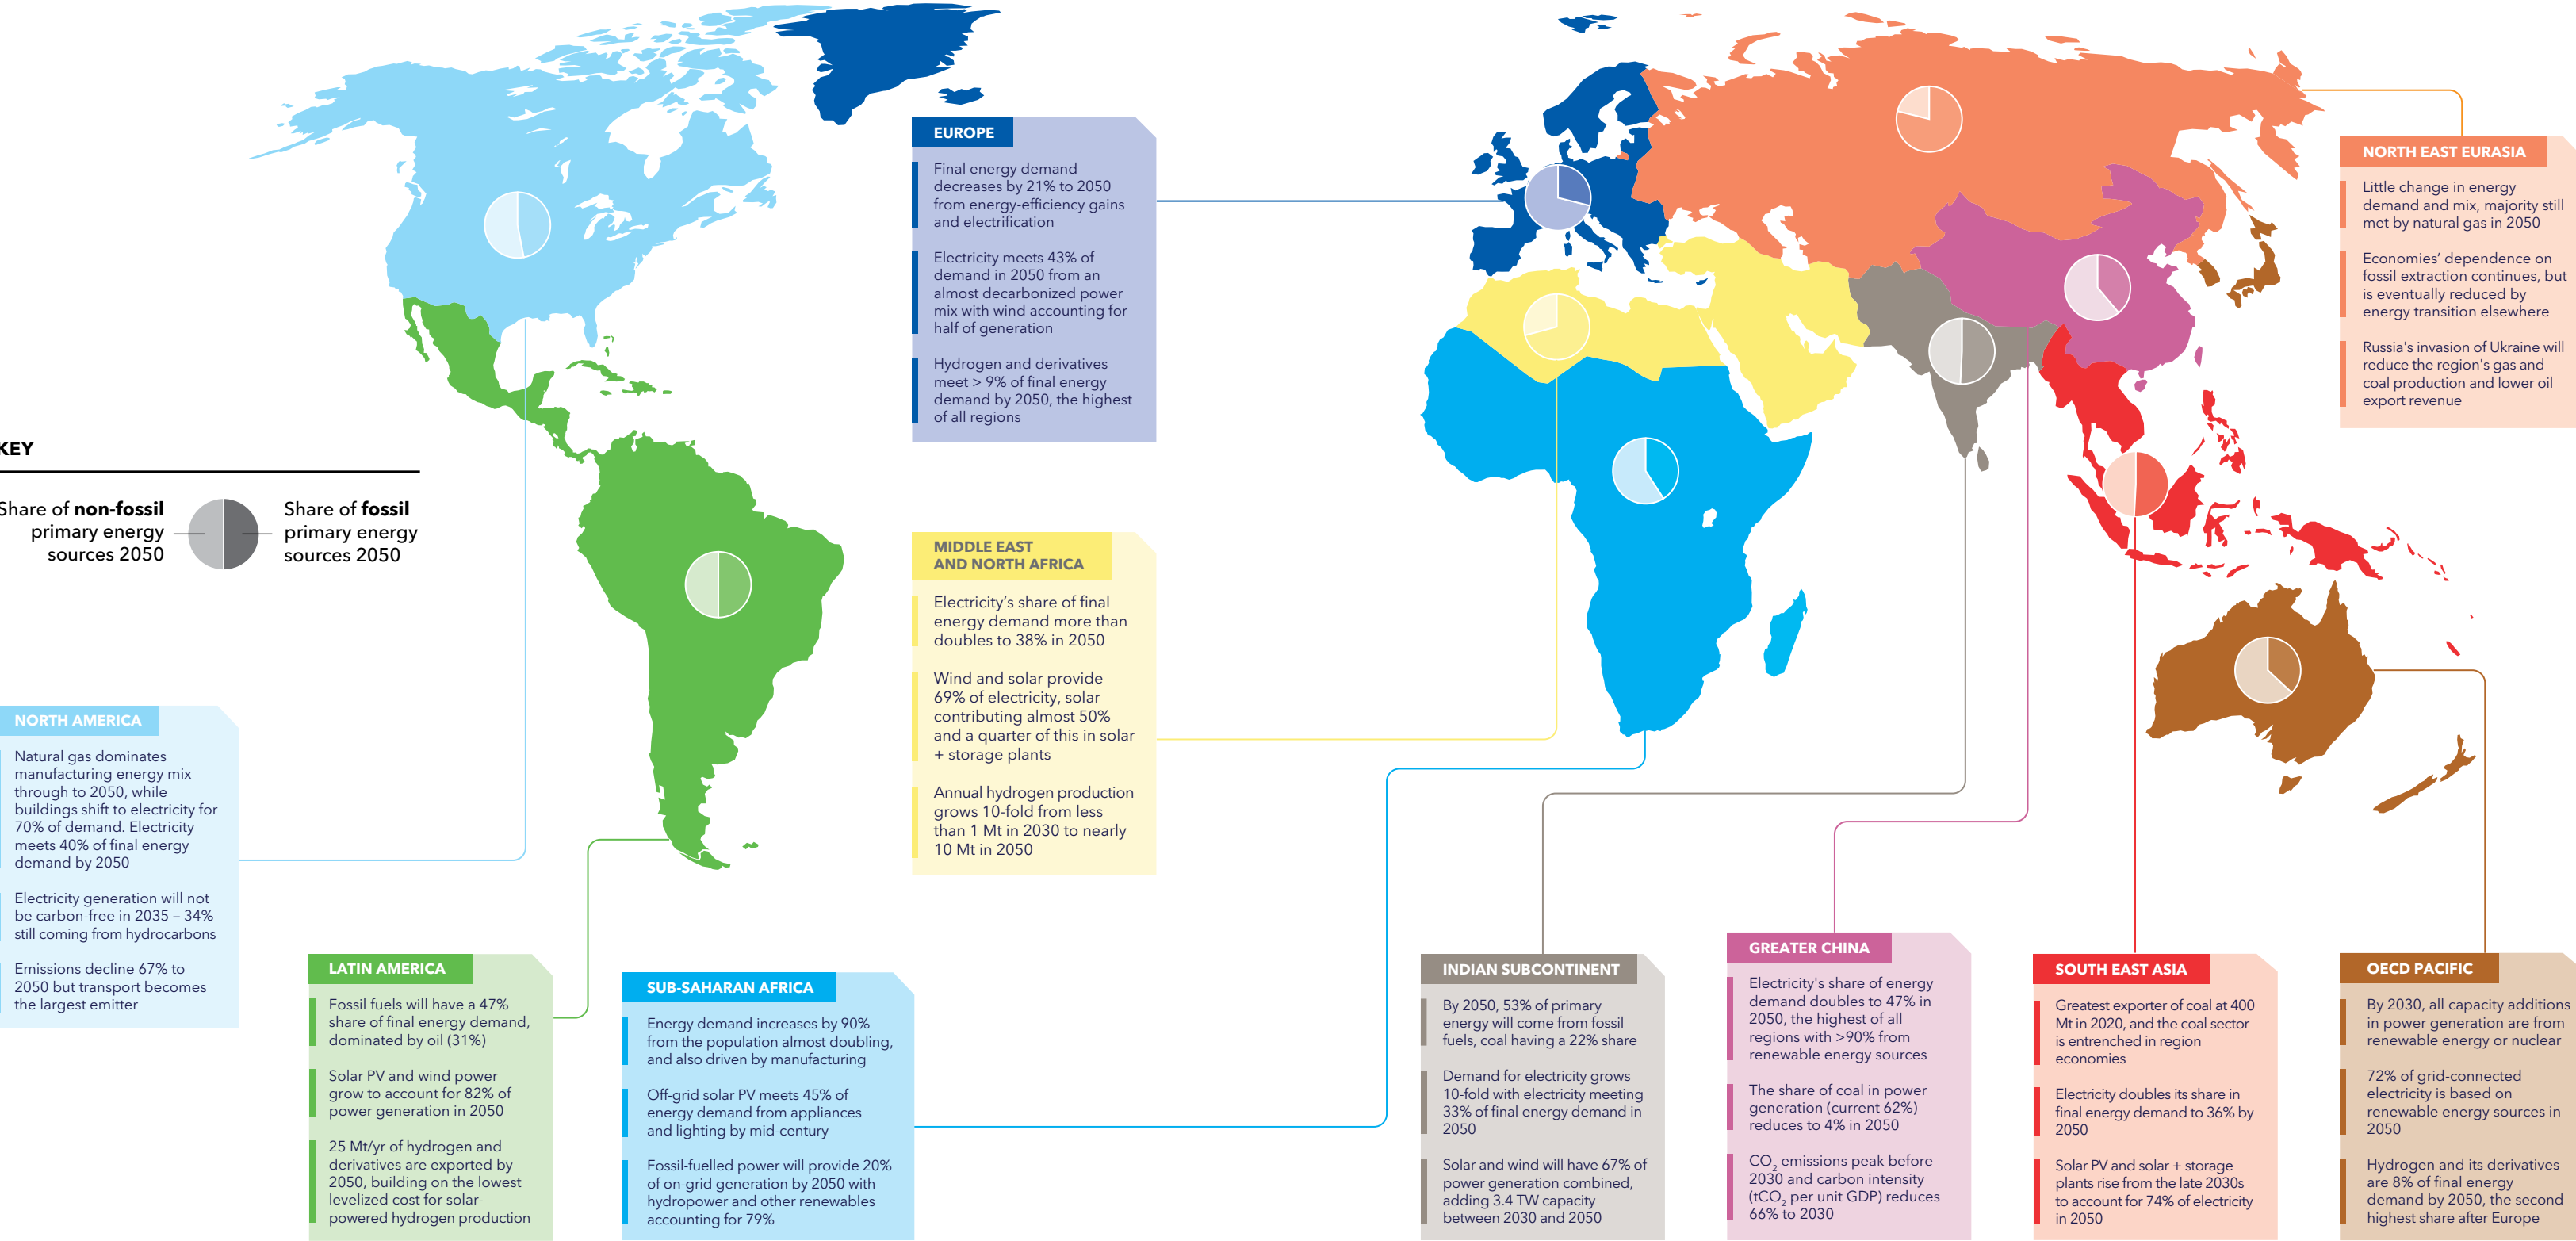 EUROPE
Final energy demand
decreases by 21% to 2050
from energy-efficiency gains
and electrification
Electricity meets 43% of
demand in 2050 from an
almost decarbonized power
mix with wind accounting for
half of generation
Hydrogen and derivatives
meet > 9% of final energy
demand by 2050, the highest
of all regions
NORTH EAST EURASIA
Little change in energy
demand and mix, majority still
met by natural gas in 2050
Economies’ dependence on
fossil extraction continues, but
is eventually reduced by
energy transition elsewhere
Russia's invasion of Ukraine will
reduce the region's gas and
coal production and lower oil
export revenue
KEY
Share of non-fossil
primary energy
sources 2050
Share of fossil
primary energy
sources 2050
MIDDLE EAST
AND NORTH AFRICA
Electricity’s share of final
energy demand more than
doubles to 38% in 2050
Wind and solar provide
69% of electricity, solar
contributing almost 50%
and a quarter of this in solar
+ storage plants
Annual hydrogen production
grows 10-fold from less
than 1 Mt in 2030 to nearly
10 Mt in 2050
NORTH AMERICA
Natural gas dominates
manufacturing energy mix
through to 2050, while
buildings shift to electricity for
70% of demand. Electricity
meets 40% of final energy
demand by 2050
Electricity generation will not
be carbon-free in 2035 – 34%
still coming from hydrocarbons
Emissions decline 67% to
2050 but transport becomes
the largest emitter
LATIN AMERICA
Fossil fuels will have a 47%
share of final energy demand,
dominated by oil (31%)
Solar PV and wind power
grow to account for 82% of
power generation in 2050
25 Mt/yr of hydrogen and
derivatives are exported by
2050, building on the lowest
levelized cost for solar-
powered hydrogen production
SUB-SAHARAN AFRICA
Energy demand increases by 90%
from the population almost doubling,
and also driven by manufacturing
Off-grid solar PV meets 45% of
energy demand from appliances
and lighting by mid-century
Fossil-fuelled power will provide 20%
of on-grid generation by 2050 with
hydropower and other renewables
accounting for 79%
INDIAN SUBCONTINENT
By 2050, 53% of primary
energy will come from fossil
fuels, coal having a 22% share
Demand for electricity grows
10-fold with electricity meeting
33% of final energy demand in
2050
Solar and wind will have 67% of
power generation combined,
adding 3.4 TW capacity
between 2030 and 2050
GREATER CHINA
Electricity's share of energy
demand doubles to 47% in
2050, the highest of all
regions with >90% from
renewable energy sources
The share of coal in power
generation (current 62%)
reduces to 4% in 2050
CO₂ emissions peak before
2030 and carbon intensity
(tCO₂ per unit GDP) reduces
66% to 2030
SOUTH EAST ASIA
Greatest exporter of coal at 400
Mt in 2020, and the coal sector
is entrenched in region
economies
Electricity doubles its share in
final energy demand to 36% by
2050
Solar PV and solar + storage
plants rise from the late 2030s
to account for 74% of electricity
in 2050
OECD PACIFIC
By 2030, all capacity additions
in power generation are from
renewable energy or nuclear
72% of grid-connected
electricity is based on
renewable energy sources in
2050
Hydrogen and its derivatives
are 8% of final energy
demand by 2050, the second
highest share after Europe